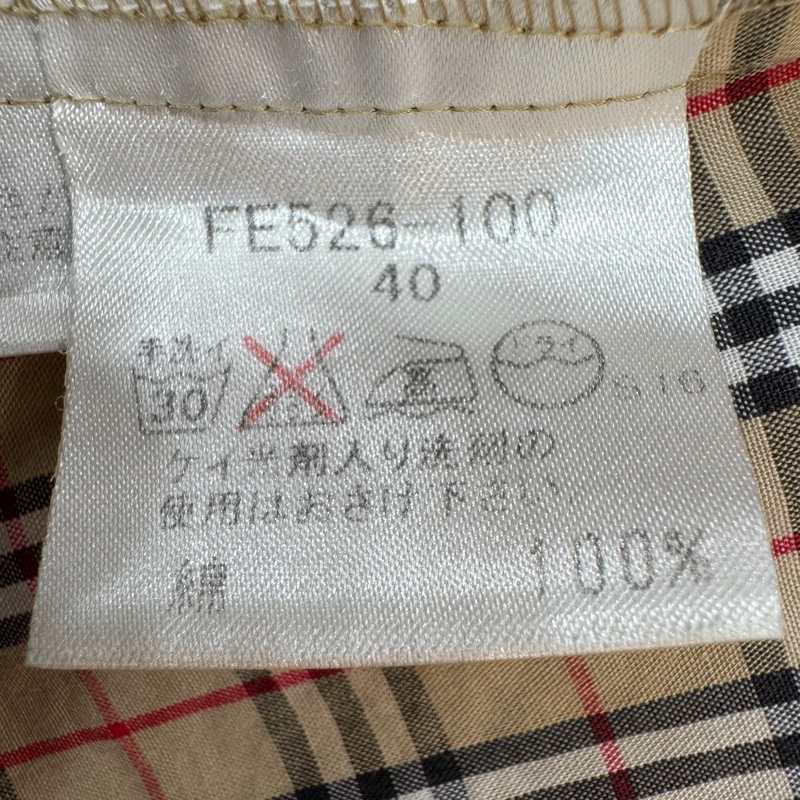 FE526-100
40
手洗イ
30
高
ドライ
S16
ケイ光剤入り洗剤の
使用はおさけ下さい。
綿 100%